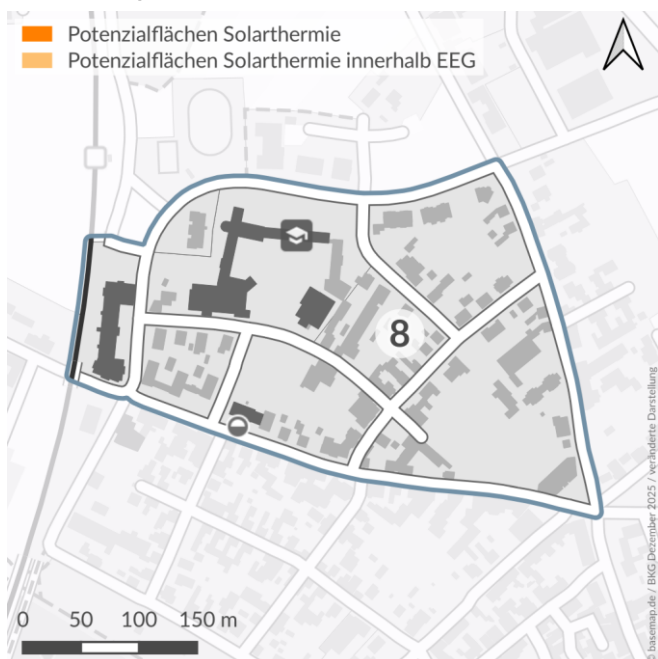 Potenzialflächen Solarthermie
Potenzialflächen Solarthermie innerhalb EEG
8
0 50 100 150 m
© basemap.de / BKG Dezember 2025 / veränderte Darstellung